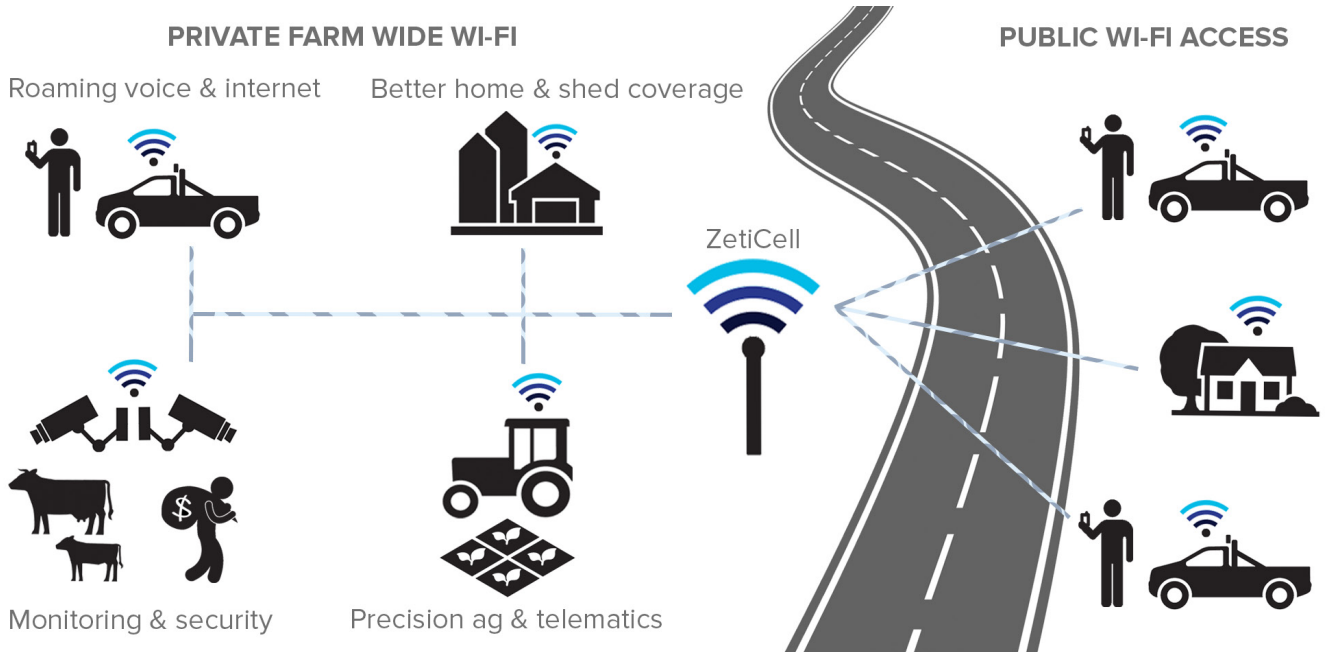 PRIVATE FARM WIDE WI-FI
PUBLIC WI-FI ACCESS
Roaming voice & internet
Better home & shed coverage
ZetiCell
$
Monitoring & security
Precision ag & telematics